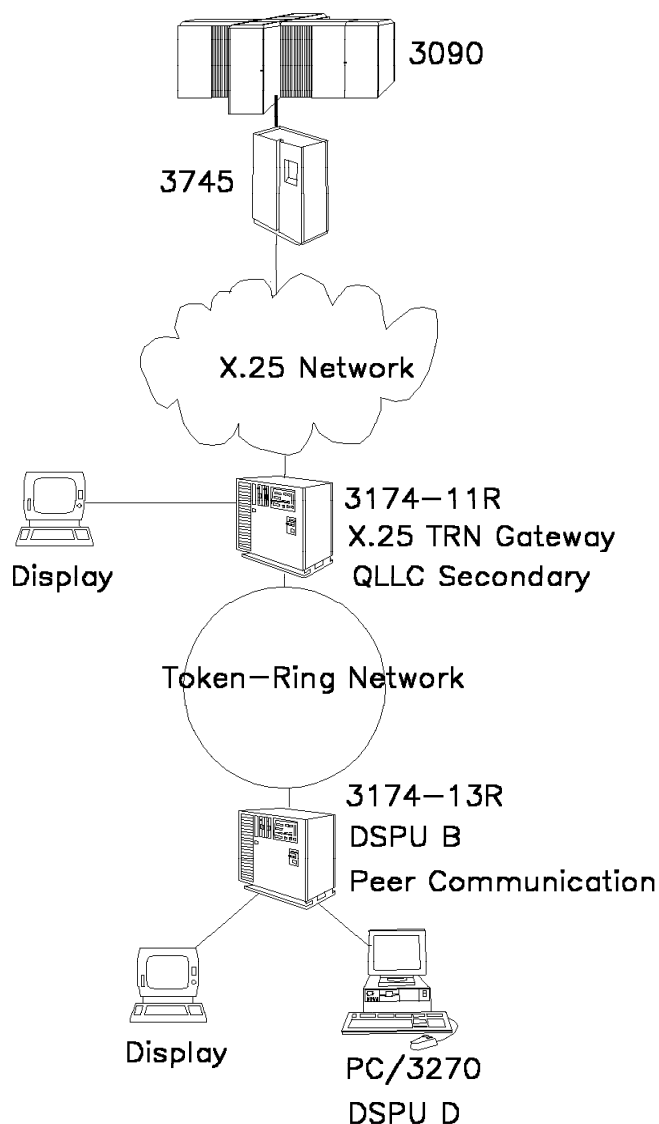 3090
3745
X.25 Network
3174-11R
X.25 TRN Gateway
Display
QLLC Secondary
Token-Ring Network
3174-13R
DSPU B
Peer Communication
Display
PC/3270
DSPU D